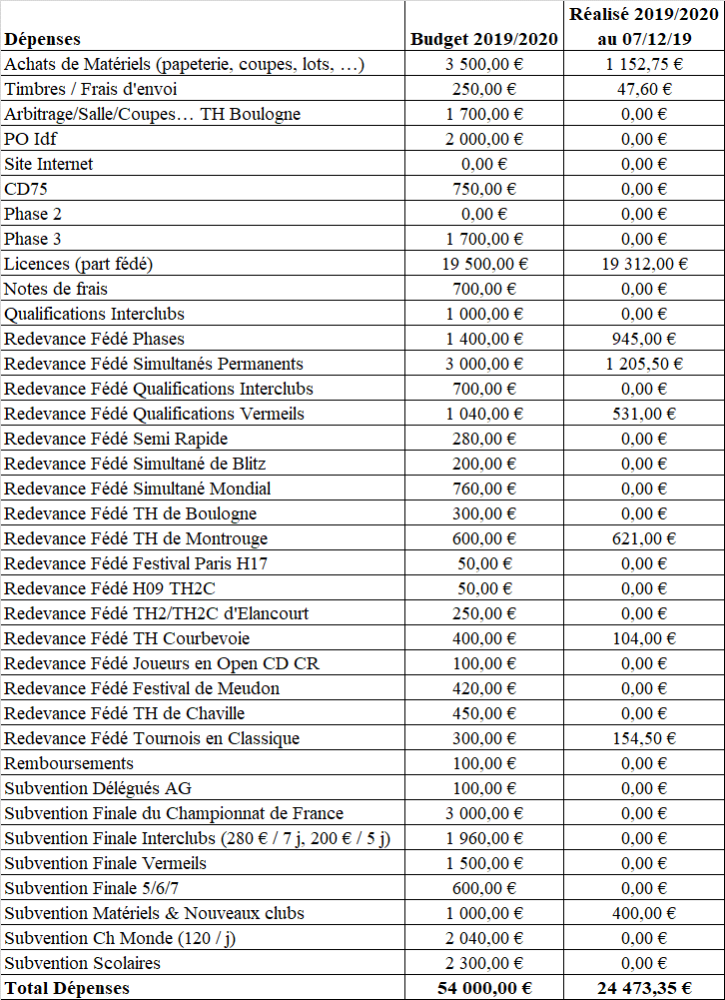 Dépenses Budget 2019/2020 Réalisé 2019/2020 au 07/12/19
Achats de Matériels (papeterie, coupes, lots, …) 3 500,00 € 1 152,75 €
Timbres / Frais d'envoi 250,00 € 47,60 €
Arbitrage/Salle/Coupes… TH Boulogne 1 700,00 € 0,00 €
PO Idf 2 000,00 € 0,00 €
Site Internet 0,00 € 0,00 €
CD75 750,00 € 0,00 €
Phase 2 0,00 € 0,00 €
Phase 3 1 700,00 € 0,00 €
Licences (part fédé) 19 500,00 € 19 312,00 €
Notes de frais 700,00 € 0,00 €
Qualifications Interclubs 1 000,00 € 0,00 €
Redevance Fédé Phases 1 400,00 € 945,00 €
Redevance Fédé Simultanés Permanents 3 000,00 € 1 205,50 €
Redevance Fédé Qualifications Interclubs 700,00 € 0,00 €
Redevance Fédé Qualifications Vermeils 1 040,00 € 531,00 €
Redevance Fédé Semi Rapide 280,00 € 0,00 €
Redevance Fédé Simultané de Blitz 200,00 € 0,00 €
Redevance Fédé Simultané Mondial 760,00 € 0,00 €
Redevance Fédé TH de Boulogne 300,00 € 0,00 €
Redevance Fédé TH de Montrouge 600,00 € 621,00 €
Redevance Fédé Festival Paris H17 50,00 € 0,00 €
Redevance Fédé H09 TH2C 50,00 € 0,00 €
Redevance Fédé TH2/TH2C d'Elancourt 250,00 € 0,00 €
Redevance Fédé TH Courbevoie 400,00 € 104,00 €
Redevance Fédé Joueurs en Open CD CR 100,00 € 0,00 €
Redevance Fédé Festival de Meudon 420,00 € 0,00 €
Redevance Fédé TH de Chaville 450,00 € 0,00 €
Redevance Fédé Tournois en Classique 300,00 € 154,50 €
Remboursements 100,00 € 0,00 €
Subvention Délégués AG 100,00 € 0,00 €
Subvention Finale du Championnat de France 3 000,00 € 0,00 €
Subvention Finale Interclubs (280 € / 7 j, 200 € / 5 j) 1 960,00 € 0,00 €
Subvention Finale Vermeils 1 500,00 € 0,00 €
Subvention Finale 5/6/7 600,00 € 0,00 €
Subvention Matériels & Nouveaux clubs 1 000,00 € 400,00 €
Subvention Ch Monde (120 / j) 2 040,00 € 0,00 €
Subvention Scolaires 2 300,00 € 0,00 €
Total Dépenses 54 000,00 € 24 473,35 €